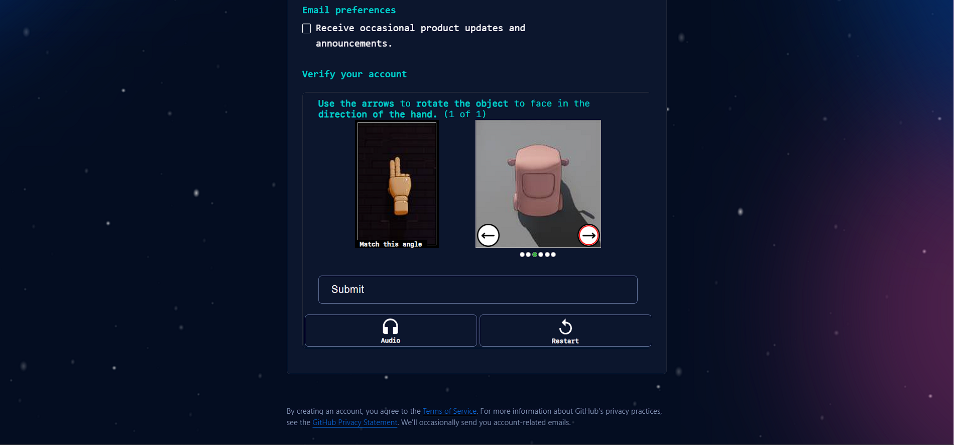 Email preferences
Receive occasional product updates and
announcements.
Verify your account
Use the arrows to rotate the object to face in the
direction of the hand. (1 of 1)
Match this angle
Submit
Audio
Restart
By creating an account, you agree to the Terms of Service. For more information about GitHub's privacy practices,
see the GitHub Privacy Statement. We'll occasionally send you account-related emails.